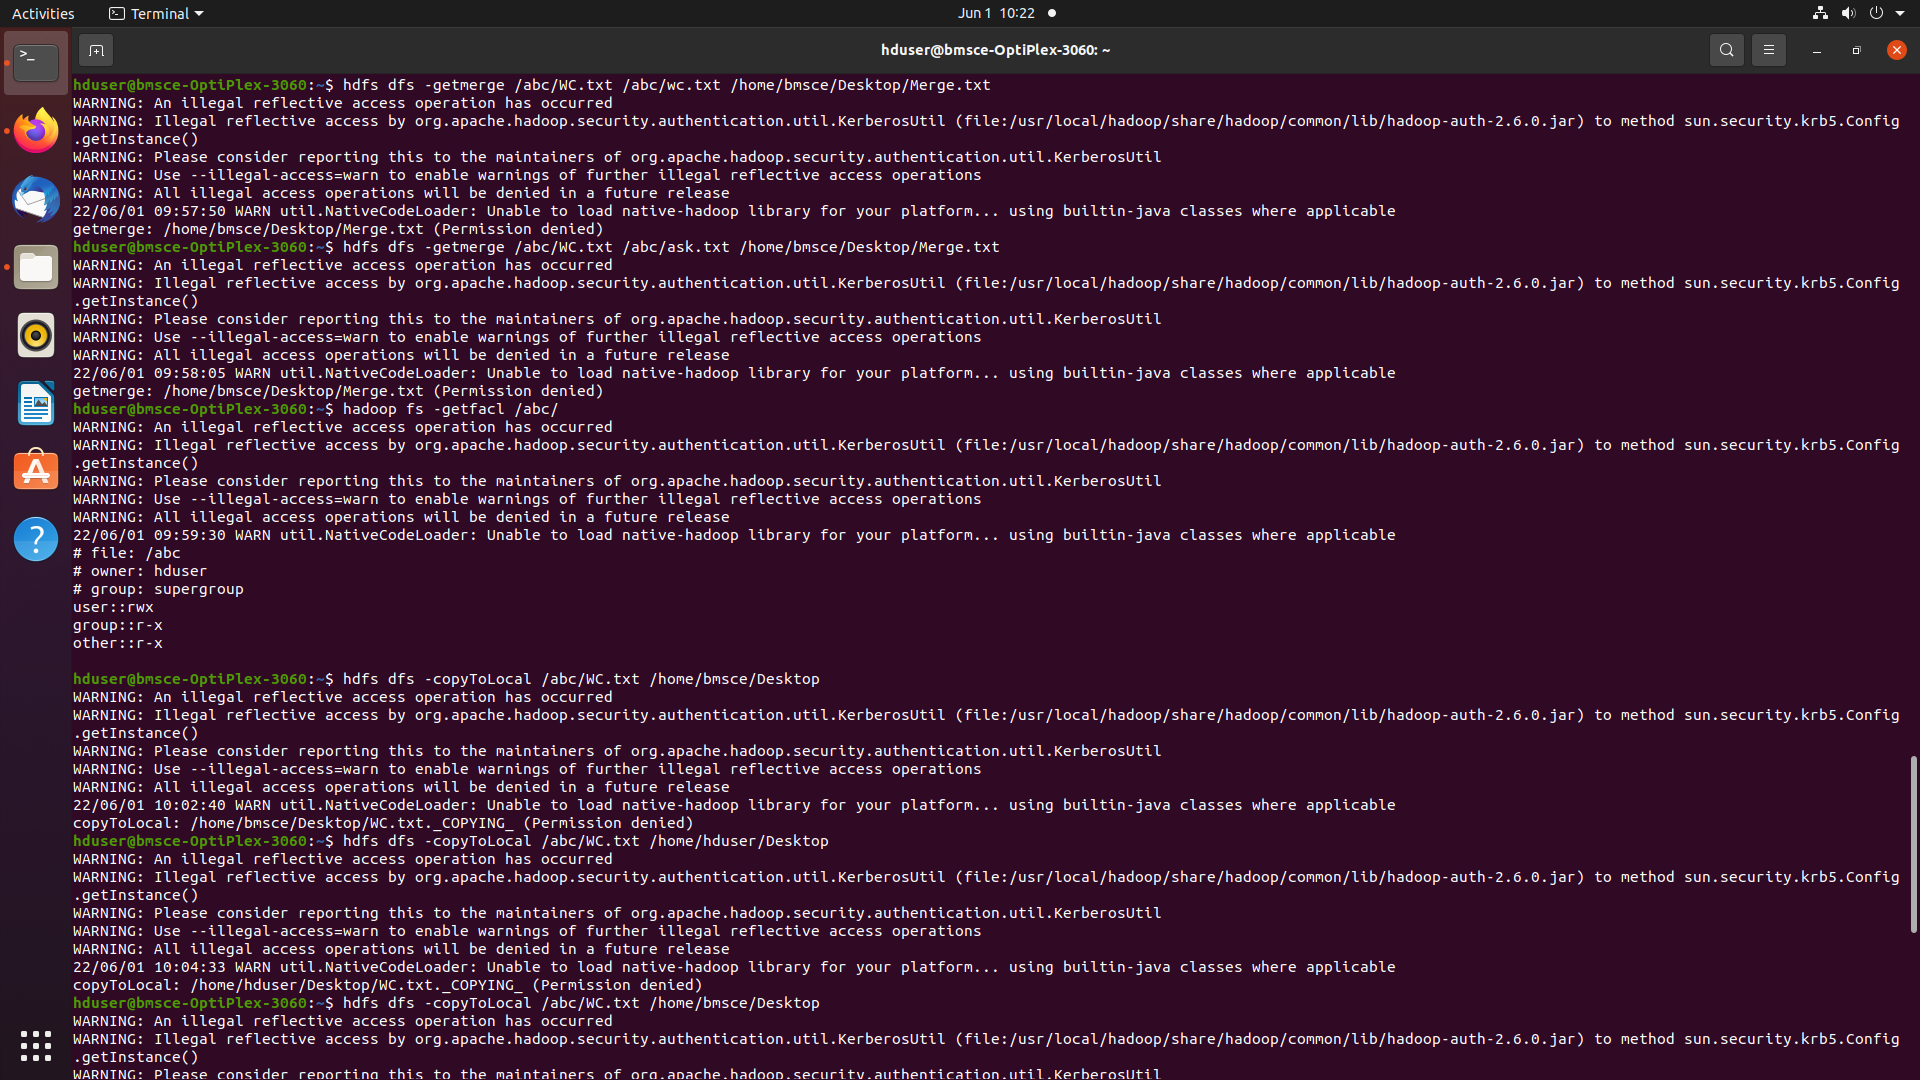 Activities
Terminal
Jun 1 10:22
hduser@bmsce-OptiPlex-3060: ~
hduser@bmsce-OptiPlex-3060:~$ hdfs dfs -getmerge /abc/WC.txt /abc/wc.txt /home/bmsce/Desktop/Merge.txt
WARNING: An illegal reflective access operation has occurred
WARNING: Illegal reflective access by org.apache.hadoop.security.authentication.util.KerberosUtil (file:/usr/local/hadoop/share/hadoop/common/lib/hadoop-auth-2.6.0.jar) to method sun.security.krb5.Config
.getInstance()
WARNING: Please consider reporting this to the maintainers of org.apache.hadoop.security.authentication.util.KerberosUtil
WARNING: Use --illegal-access=warn to enable warnings of further illegal reflective access operations
WARNING: All illegal access operations will be denied in a future release
22/06/01 09:57:50 WARN util.NativeCodeLoader: Unable to load native-hadoop library for your platform... using builtin-java classes where applicable
getmerge: /home/bmsce/Desktop/Merge.txt (Permission denied)
hduser@bmsce-OptiPlex-3060:~$ hdfs dfs -getmerge /abc/WC.txt /abc/ask.txt /home/bmsce/Desktop/Merge.txt
WARNING: An illegal reflective access operation has occurred
WARNING: Illegal reflective access by org.apache.hadoop.security.authentication.util.KerberosUtil (file:/usr/local/hadoop/share/hadoop/common/lib/hadoop-auth-2.6.0.jar) to method sun.security.krb5.Config
.getInstance()
WARNING: Please consider reporting this to the maintainers of org.apache.hadoop.security.authentication.util.KerberosUtil
WARNING: Use --illegal-access=warn to enable warnings of further illegal reflective access operations
WARNING: All illegal access operations will be denied in a future release
22/06/01 09:58:05 WARN util.NativeCodeLoader: Unable to load native-hadoop library for your platform... using builtin-java classes where applicable
getmerge: /home/bmsce/Desktop/Merge.txt (Permission denied)
hduser@bmsce-OptiPlex-3060:~$ hadoop fs -getfacl /abc/
WARNING: An illegal reflective access operation has occurred
WARNING: Illegal reflective access by org.apache.hadoop.security.authentication.util.KerberosUtil (file:/usr/local/hadoop/share/hadoop/common/lib/hadoop-auth-2.6.0.jar) to method sun.security.krb5.Config
.getInstance()
WARNING: Please consider reporting this to the maintainers of org.apache.hadoop.security.authentication.util.KerberosUtil
WARNING: Use --illegal-access=warn to enable warnings of further illegal reflective access operations
WARNING: All illegal access operations will be denied in a future release
22/06/01 09:59:30 WARN util.NativeCodeLoader: Unable to load native-hadoop library for your platform... using builtin-java classes where applicable
# file: /abc
# owner: hduser
# group: supergroup
user::rwx
group::r-x
other::r-x
hduser@bmsce-OptiPlex-3060:~$ hdfs dfs -copyToLocal /abc/WC.txt /home/bmsce/Desktop
WARNING: An illegal reflective access operation has occurred
WARNING: Illegal reflective access by org.apache.hadoop.security.authentication.util.KerberosUtil (file:/usr/local/hadoop/share/hadoop/common/lib/hadoop-auth-2.6.0.jar) to method sun.security.krb5.Config
.getInstance()
WARNING: Please consider reporting this to the maintainers of org.apache.hadoop.security.authentication.util.KerberosUtil
WARNING: Use --illegal-access=warn to enable warnings of further illegal reflective access operations
WARNING: All illegal access operations will be denied in a future release
22/06/01 10:02:40 WARN util.NativeCodeLoader: Unable to load native-hadoop library for your platform... using builtin-java classes where applicable
copyToLocal: /home/bmsce/Desktop/WC.txt._COPYING_ (Permission denied)
hduser@bmsce-OptiPlex-3060:~$ hdfs dfs -copyToLocal /abc/WC.txt /home/hduser/Desktop
WARNING: An illegal reflective access operation has occurred
WARNING: Illegal reflective access by org.apache.hadoop.security.authentication.util.KerberosUtil (file:/usr/local/hadoop/share/hadoop/common/lib/hadoop-auth-2.6.0.jar) to method sun.security.krb5.Config
.getInstance()
WARNING: Please consider reporting this to the maintainers of org.apache.hadoop.security.authentication.util.KerberosUtil
WARNING: Use --illegal-access=warn to enable warnings of further illegal reflective access operations
WARNING: All illegal access operations will be denied in a future release
22/06/01 10:04:33 WARN util.NativeCodeLoader: Unable to load native-hadoop library for your platform... using builtin-java classes where applicable
copyToLocal: /home/hduser/Desktop/WC.txt._COPYING_ (Permission denied)
hduser@bmsce-OptiPlex-3060:~$ hdfs dfs -copyToLocal /abc/WC.txt /home/bmsce/Desktop
WARNING: An illegal reflective access operation has occurred
WARNING: Illegal reflective access by org.apache.hadoop.security.authentication.util.KerberosUtil (file:/usr/local/hadoop/share/hadoop/common/lib/hadoop-auth-2.6.0.jar) to method sun.security.krb5.Config
.getInstance()
WARNING: Please consider reporting this to the maintainers of org.apache.hadoop.security.authentication.util.KerberosUtil